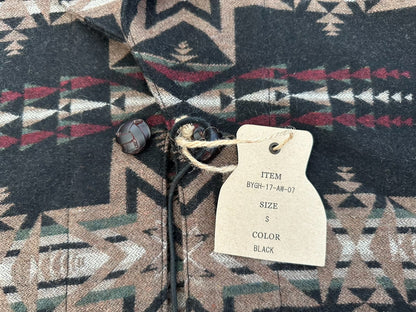 ITEM
BYGH-17-AW-07
SIZE
S
COLOR
BLACK